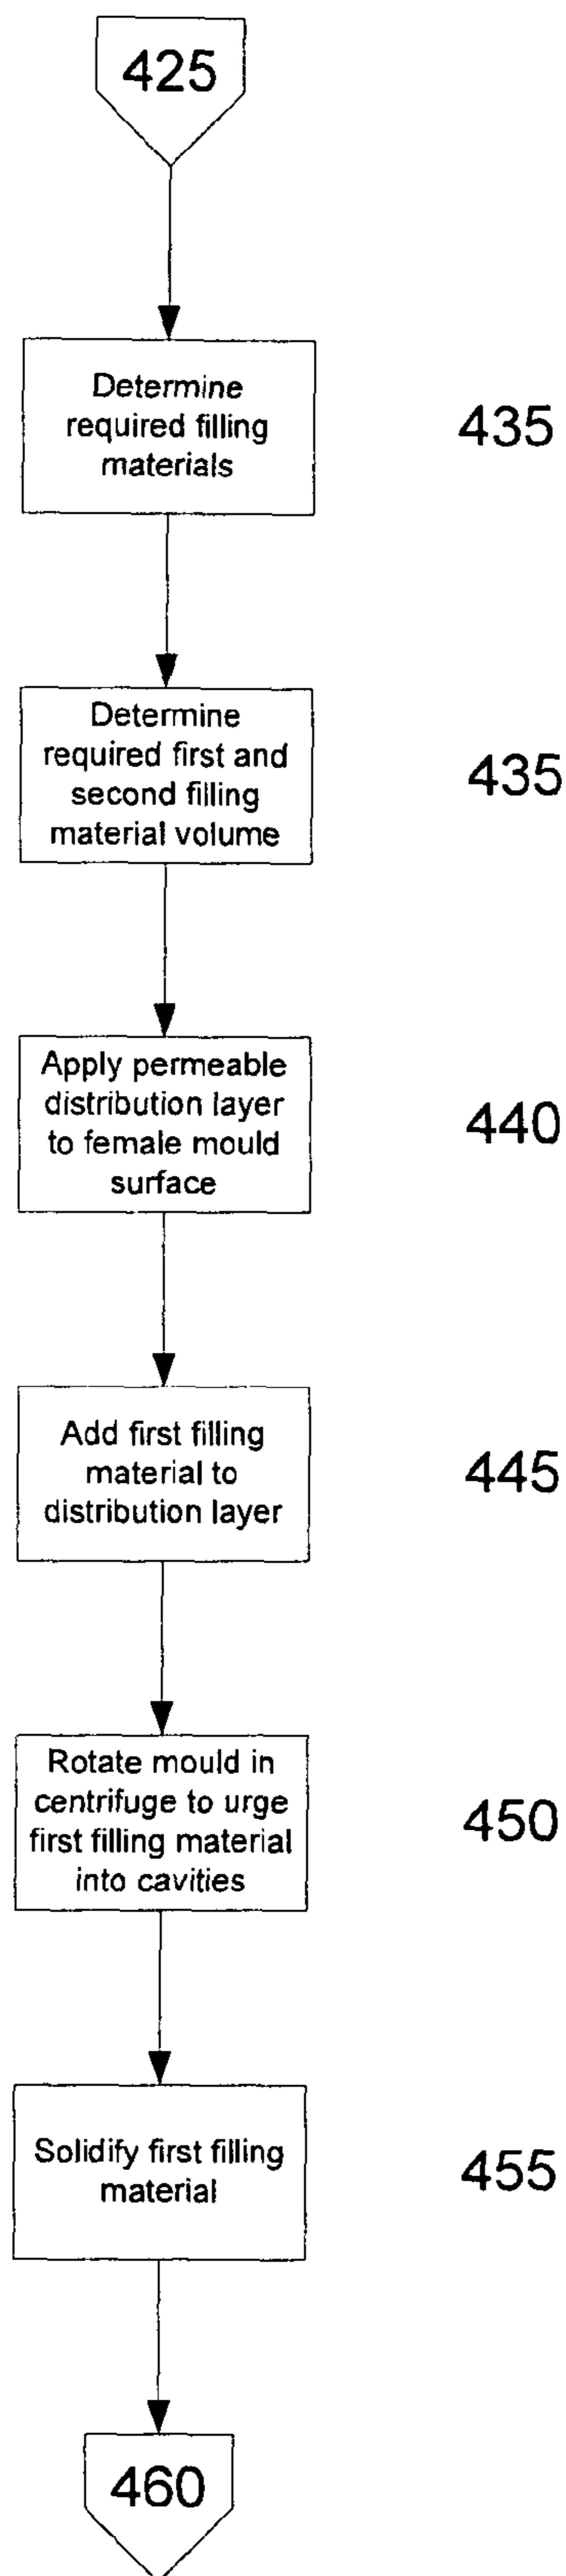 425
Determine
required filling
materials
435
Determine
required first and
second filling
material volume
435
Apply permeable
distribution layer
to female mould
surface
440
Add first filling
material to
distribution layer
445
Rotate mould in
centrifuge to urge
first filling material
into cavities
450
Solidify first filling
material
455
460